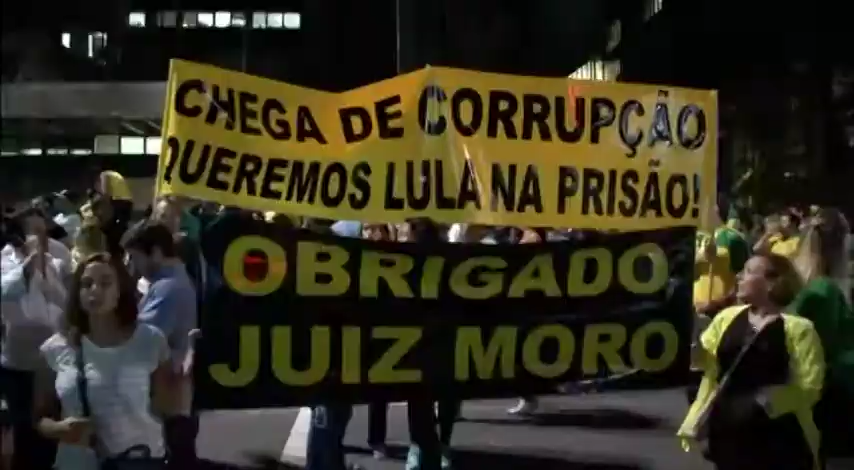 CHEGA DE CORRUPÇÃO
QUEREMOS LULA NA PRISÃO!
OBRIGADO
JUIZ MORO